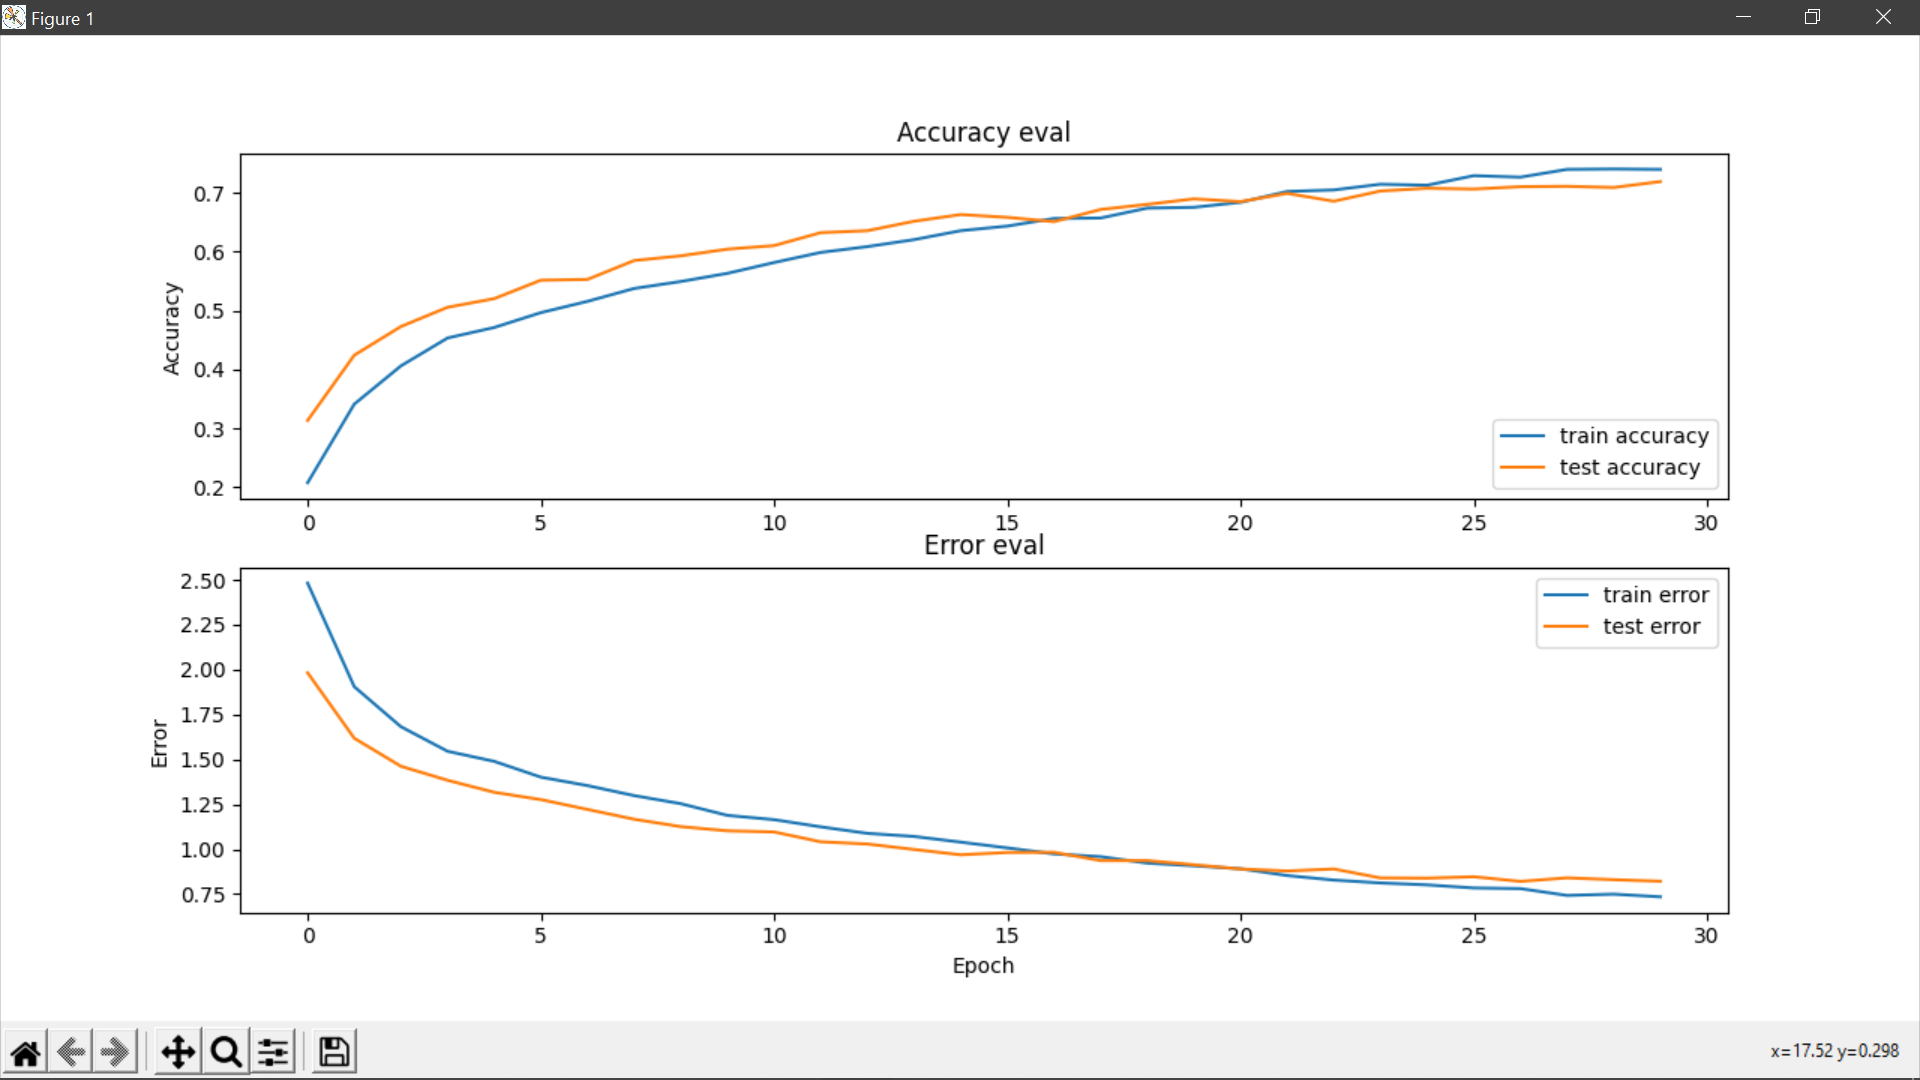 Figure 1
Accuracy eval
0.7
0.6
0.5
0.4
0.3
0.2
Accuracy
train accuracy
test accuracy
0 5 10 15 20 25 30
Error eval
2.50
2.25
2.00
1.75
1.50
1.25
1.00
0.75
Error
train error
test error
0 5 10 15 20 25 30
Epoch
x=17.52 y=0.298